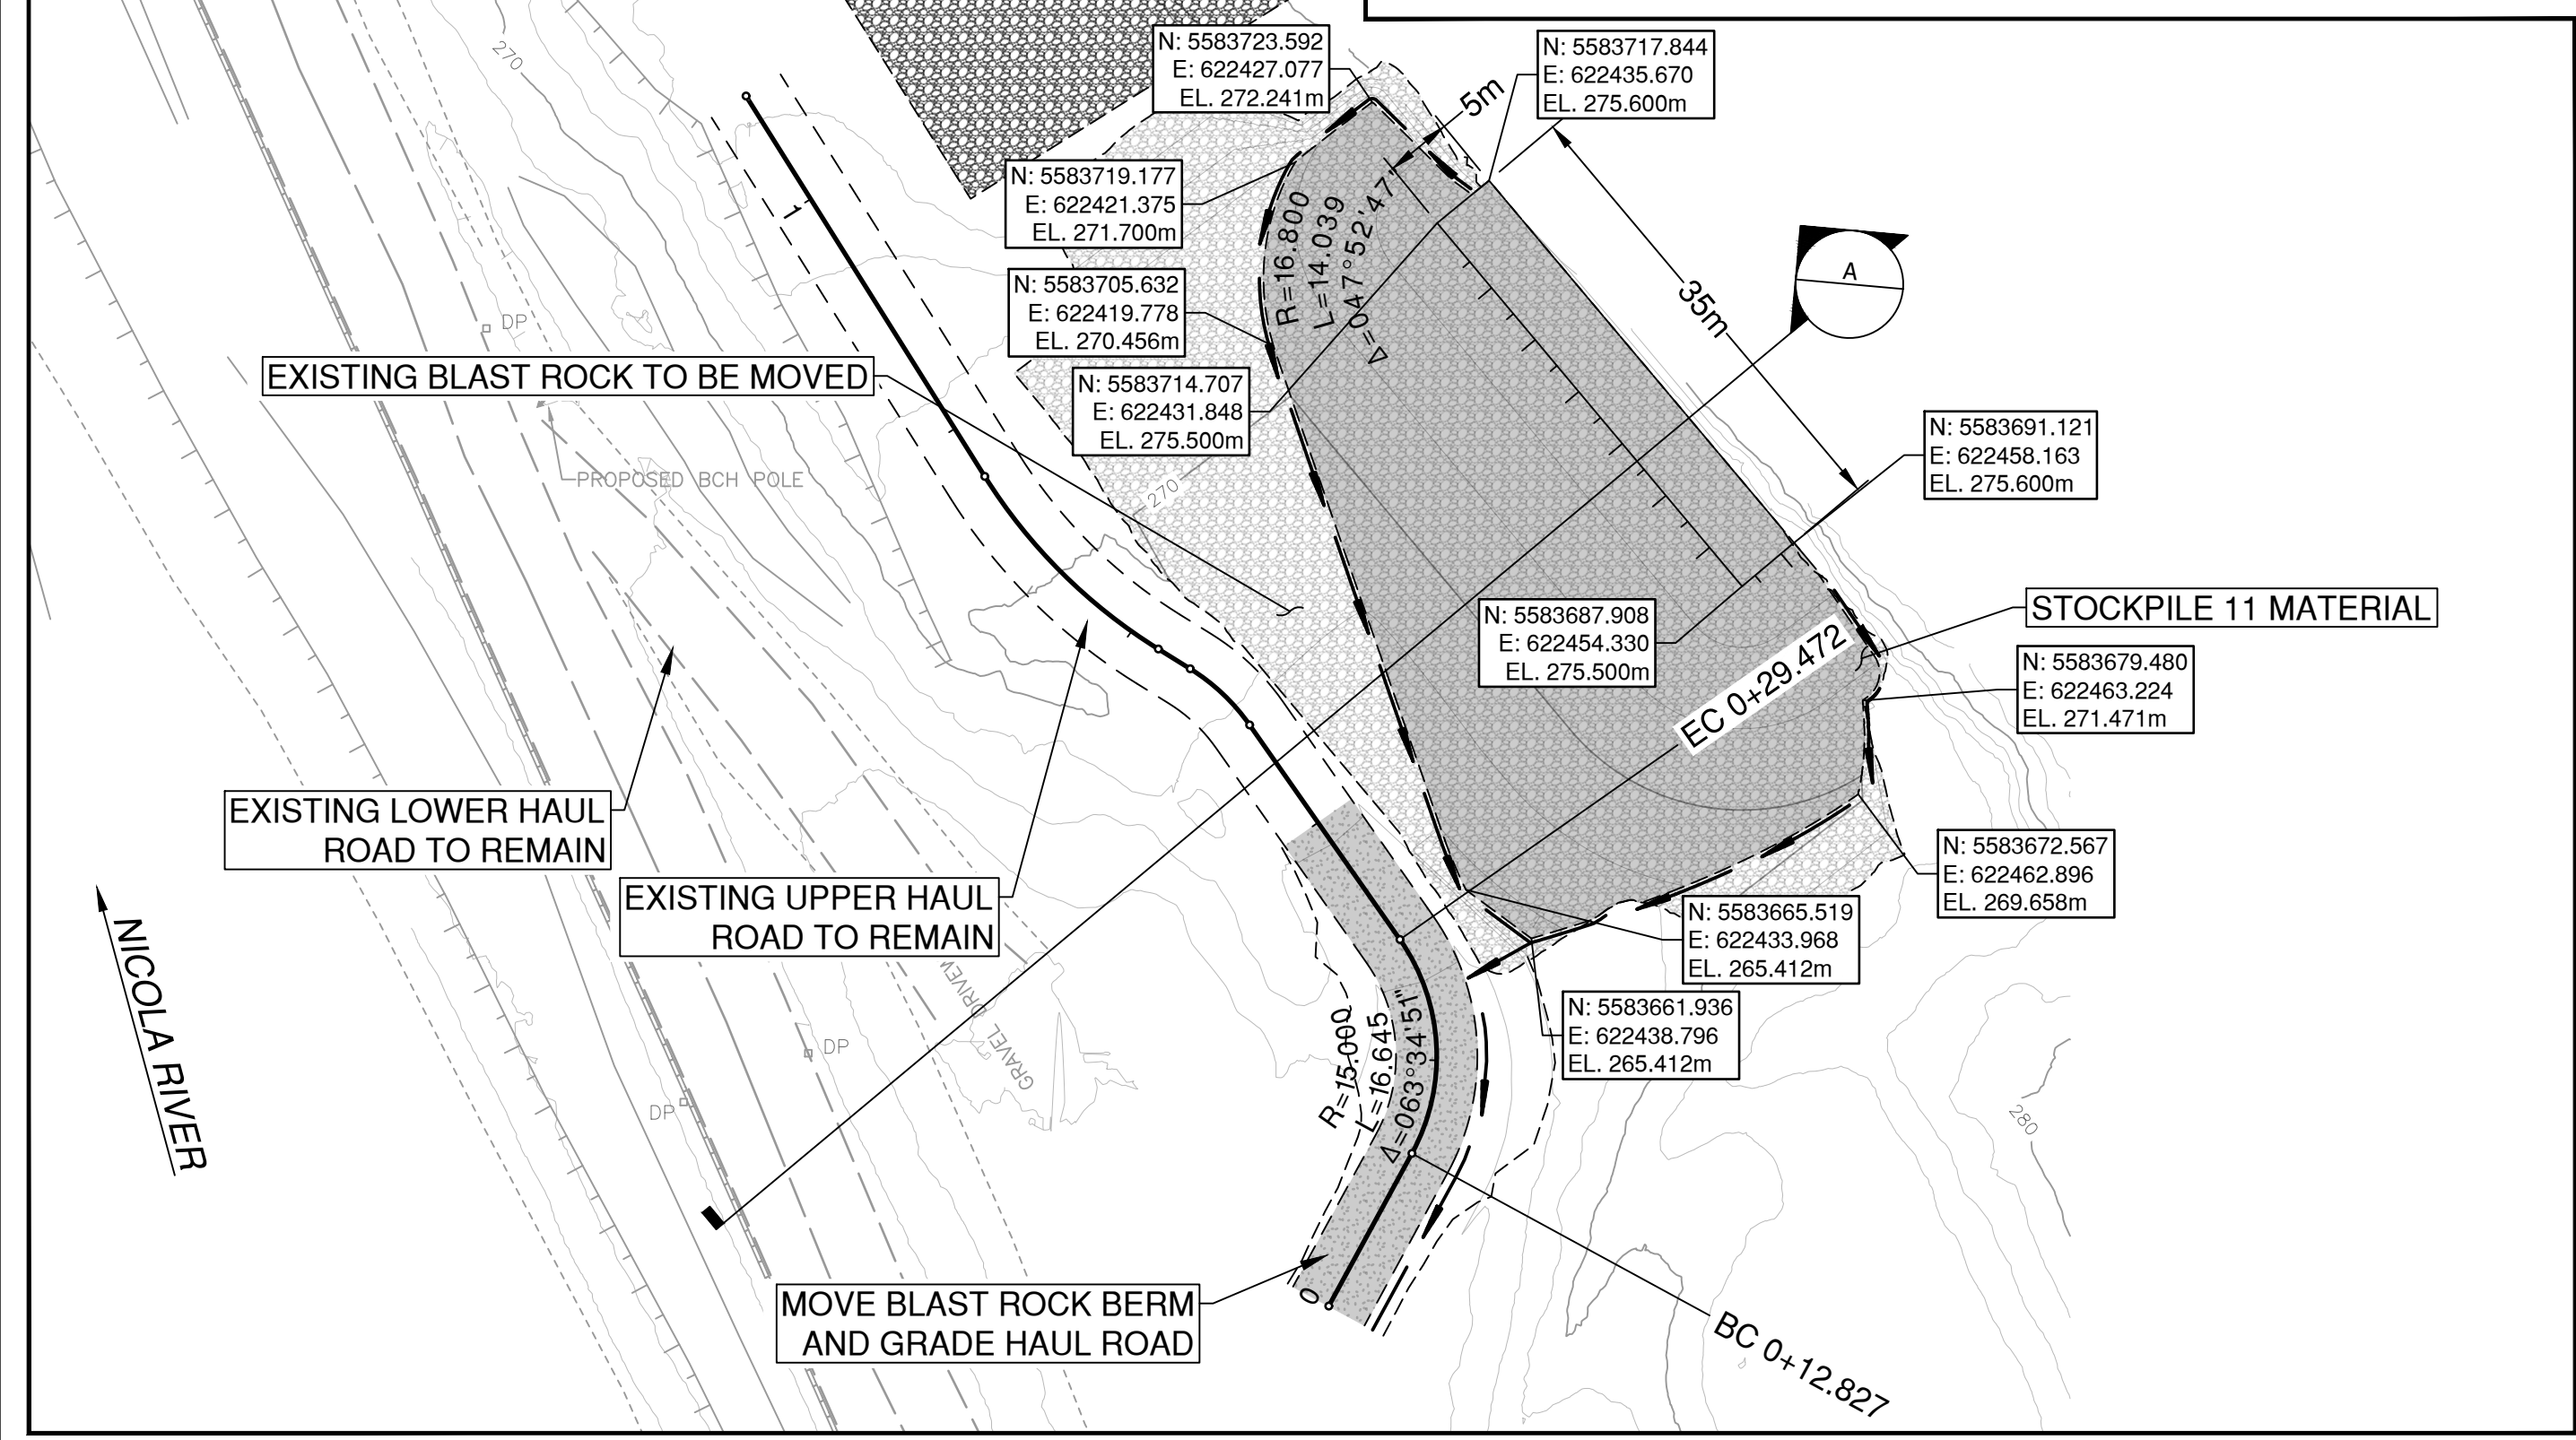 270
N: 5583723.592
E: 622427.077
EL. 272.241m
N: 5583717.844
E: 622435.670
EL. 275.600m
5m
N: 5583719.177
E: 622421.375
EL. 271.700m
R=16.800
L=14.039
Δ=047°52'47"
1
35m
A
N: 5583705.632
E: 622419.778
EL. 270.456m
DP
EXISTING BLAST ROCK TO BE MOVED
N: 5583714.707
E: 622431.848
EL. 275.500m
N: 5583691.121
E: 622458.163
EL. 275.600m
PROPOSED BCH POLE
270
N: 5583687.908
E: 622454.330
EL. 275.500m
STOCKPILE 11 MATERIAL
EC 0+29.472
N: 5583679.480
E: 622463.224
EL. 271.471m
EXISTING LOWER HAUL
ROAD TO REMAIN
N: 5583672.567
E: 622462.896
EL. 269.658m
EXISTING UPPER HAUL
ROAD TO REMAIN
N: 5583665.519
E: 622433.968
EL. 265.412m
NICOLA RIVER
GRAVEL DRIVEW
N: 5583661.936
E: 622438.796
EL. 265.412m
DP
R=15.000
L=16.645
Δ=063°34'51"
DP
280
0
MOVE BLAST ROCK BERM
AND GRADE HAUL ROAD
BC 0+12.827